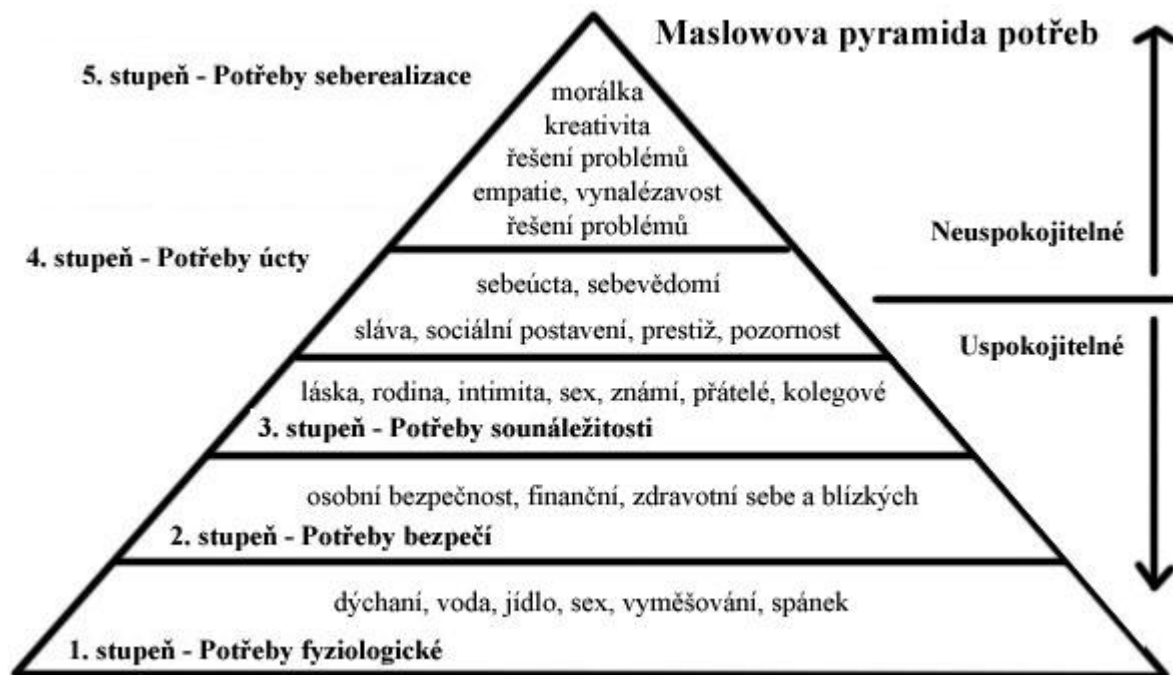 Maslowova pyramida potřeb
5. stupeň - Potřeby seberealizace
morálka
kreativita
řešení problémů
empatie, vynalézavost
řešení problémů
Neuspokojitelné
4. stupeň - Potřeby úcty
sebeúcta, sebevědomí
sláva, sociální postavení, prestiž, pozornost
Uspokojitelné
láska, rodina, intimita, sex, známí, přátelé, kolegové
3. stupeň - Potřeby sounáležitosti
osobní bezpečnost, finanční, zdravotní sebe a blízkých
2. stupeň - Potřeby bezpečí
dýchaní, voda, jídlo, sex, vyměšování, spánek
1. stupeň - Potřeby fyziologické